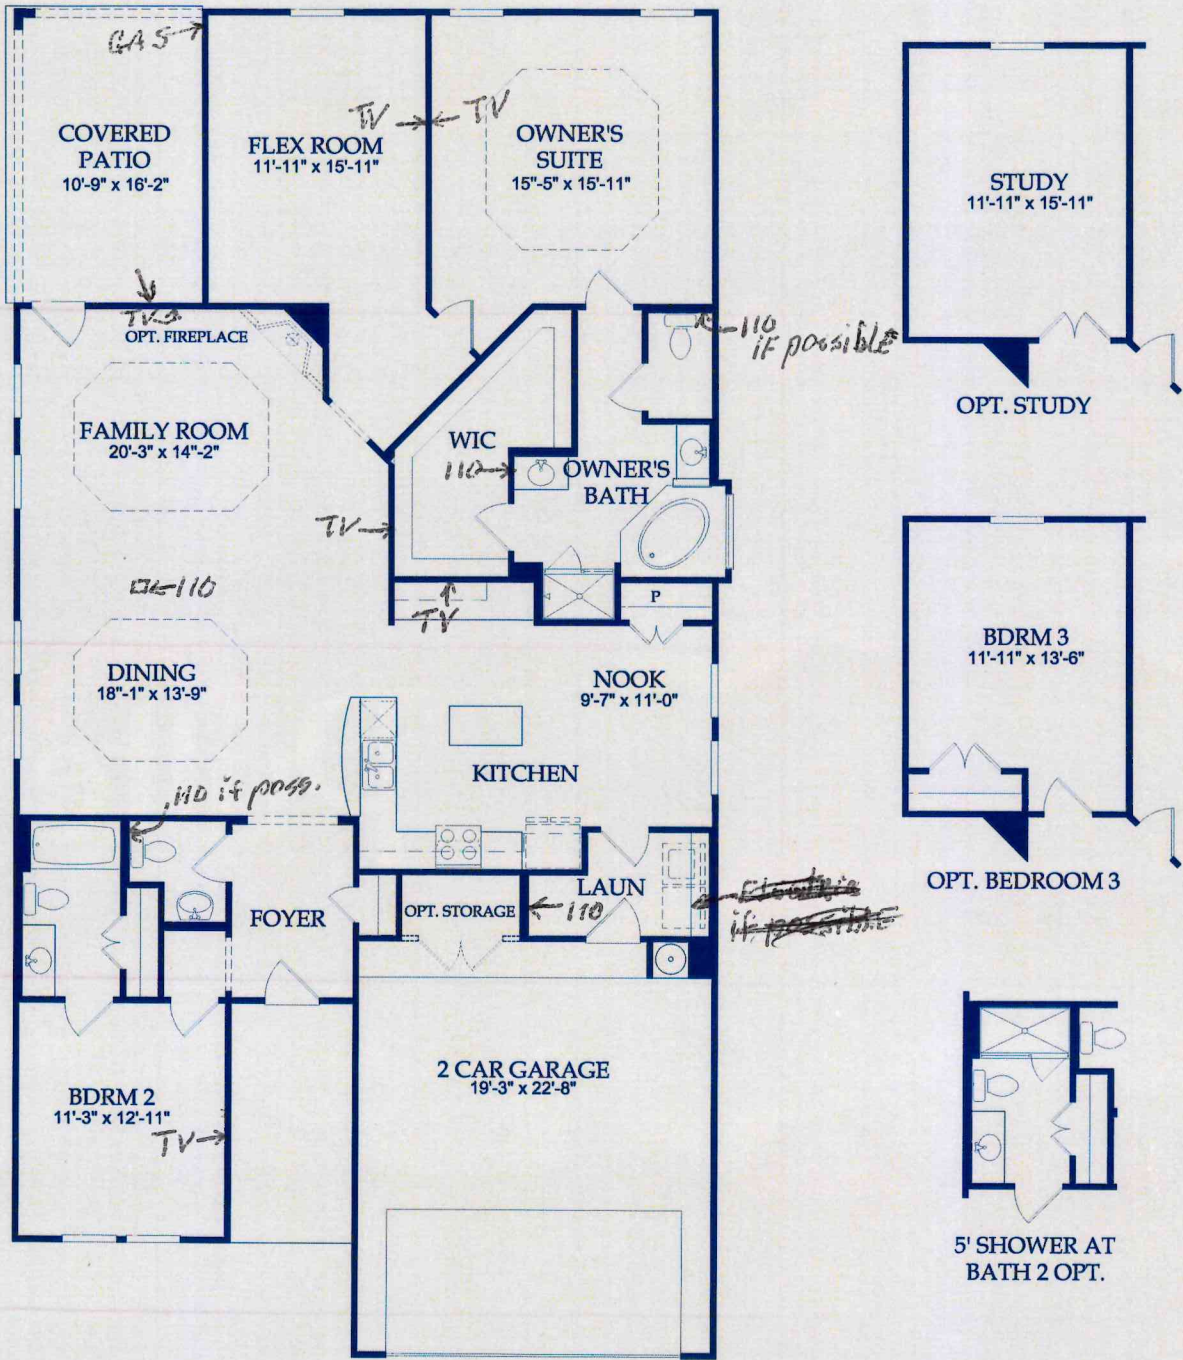 GAS
COVERED
PATIO
10'-9" x 16'-2"
FLEX ROOM
11'-11" x 15'-11"
TV
TV
OWNER'S
SUITE
15"-5" x 15'-11"
STUDY
11'-11" x 15'-11"
OPT. STUDY
TV
OPT. FIREPLACE
110
if possible
FAMILY ROOM
20'-3" x 14"-2"
WIC
110
OWNER'S
BATH
TV
110
TV
P
DINING
18"-1" x 13'-9"
NOOK
9'-7" x 11'-0"
KITCHEN
BDRM 3
11'-11" x 13'-6"
OPT. BEDROOM 3
110 if poss.
FOYER
OPT. STORAGE
110
LAUN
Electric
if possible
BDRM 2
11'-3" x 12'-11"
TV
2 CAR GARAGE
19'-3" x 22'-8"
5' SHOWER AT
BATH 2 OPT.